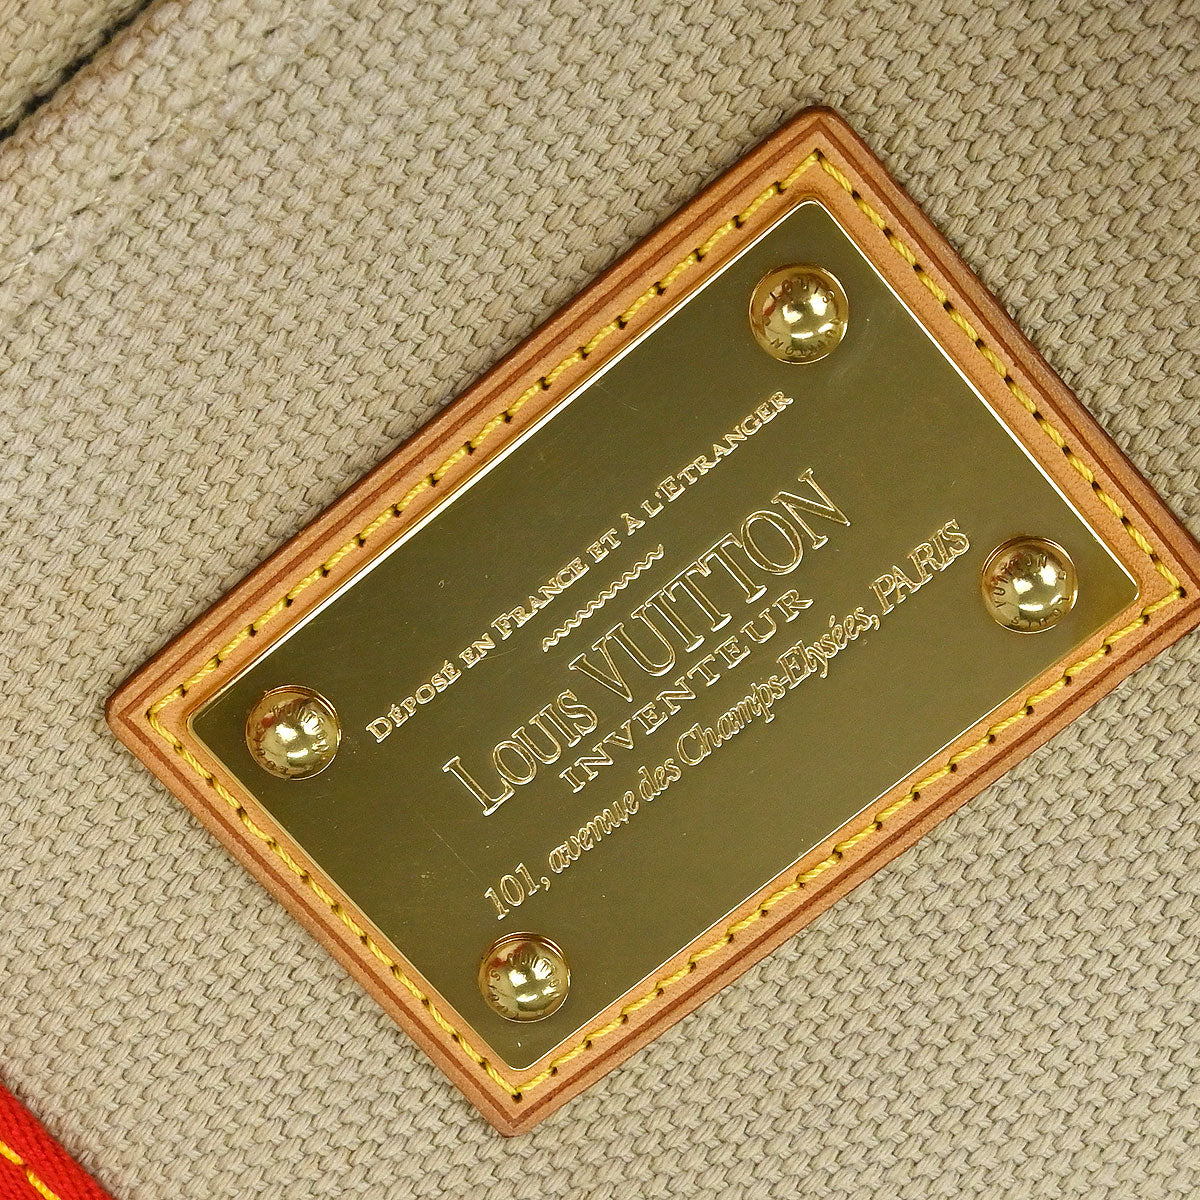 DÉPOSÉ EN FRANCE ET À L'ETRANGER
LOUIS VUITTON
INVENTEUR
101, avenue des Champs-Elysées, PARIS